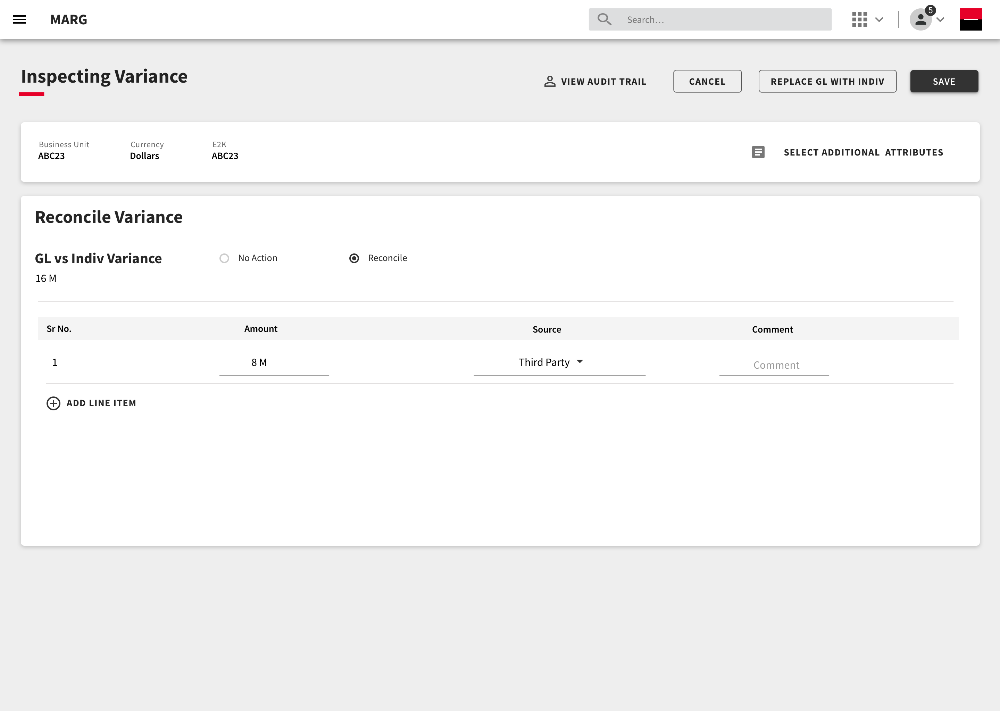 MARG
Search...
5
Inspecting Variance
VIEW AUDIT TRAIL
CANCEL
REPLACE GL WITH INDIV
SAVE
Business Unit
ABC23
Currency
Dollars
E2K
ABC23
SELECT ADDITIONAL ATTRIBUTES
Reconcile Variance
GL vs Indiv Variance
No Action
Reconcile
16 M
Sr No.
Amount
Source
Comment
1
8 M
Third Party
Comment
ADD LINE ITEM